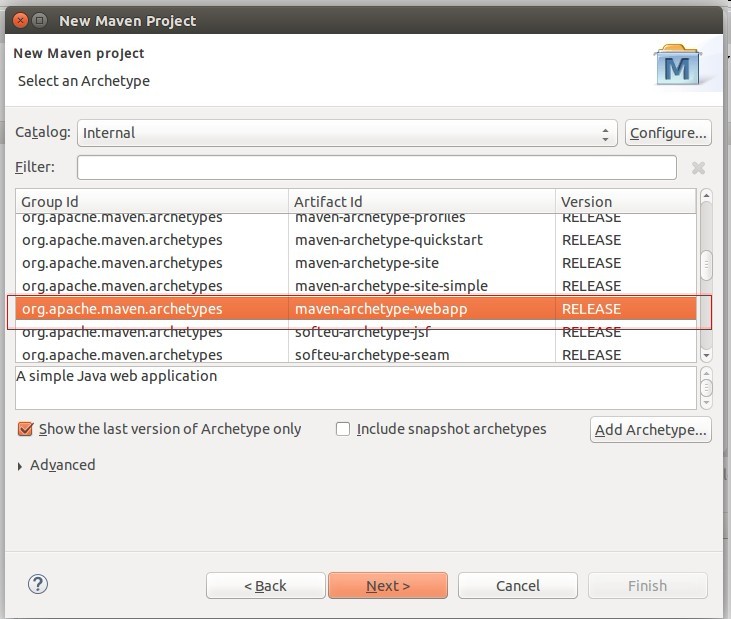 New Maven Project
New Maven project
Select an Archetype
M
Catalog: Internal Configure...
Filter:
Group Id Artifact Id Version
org.apache.maven.archetypes maven-archetype-profiles RELEASE
org.apache.maven.archetypes maven-archetype-quickstart RELEASE
org.apache.maven.archetypes maven-archetype-site RELEASE
org.apache.maven.archetypes maven-archetype-site-simple RELEASE
org.apache.maven.archetypes maven-archetype-webapp RELEASE
org.apache.maven.archetypes softeu-archetype-jsf RELEASE
org.apache.maven.archetypes softeu-archetype-seam RELEASE
A simple Java web application
Show the last version of Archetype only Include snapshot archetypes Add Archetype...
Advanced
? < Back Next > Cancel Finish